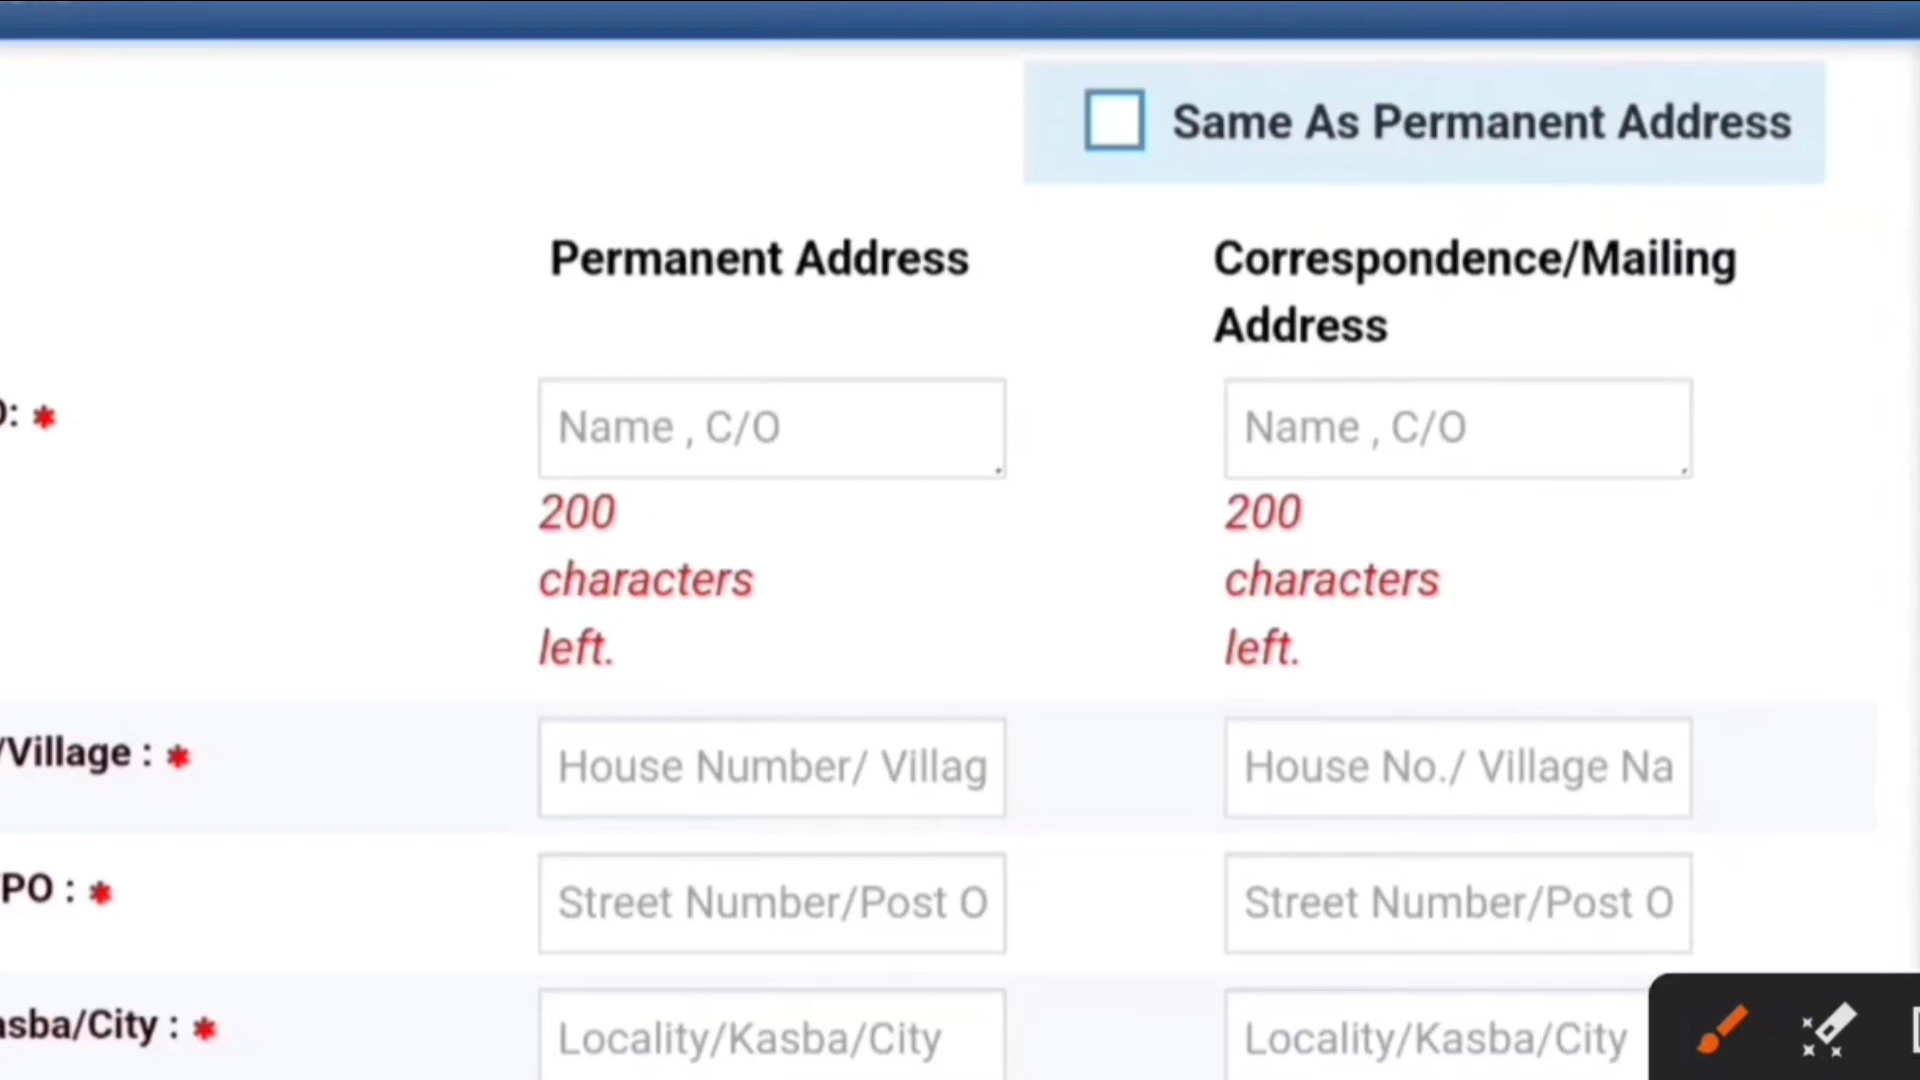 Same As Permanent Address
Permanent Address
Correspondence/Mailing
Address
: *
Name , C/O
Name , C/O
200
characters
left.
200
characters
left.
/Village : *
House Number/ Villag
House No./ Village Na
PO : *
Street Number/Post O
Street Number/Post O
asba/City : *
Locality/Kasba/City
Locality/Kasba/City